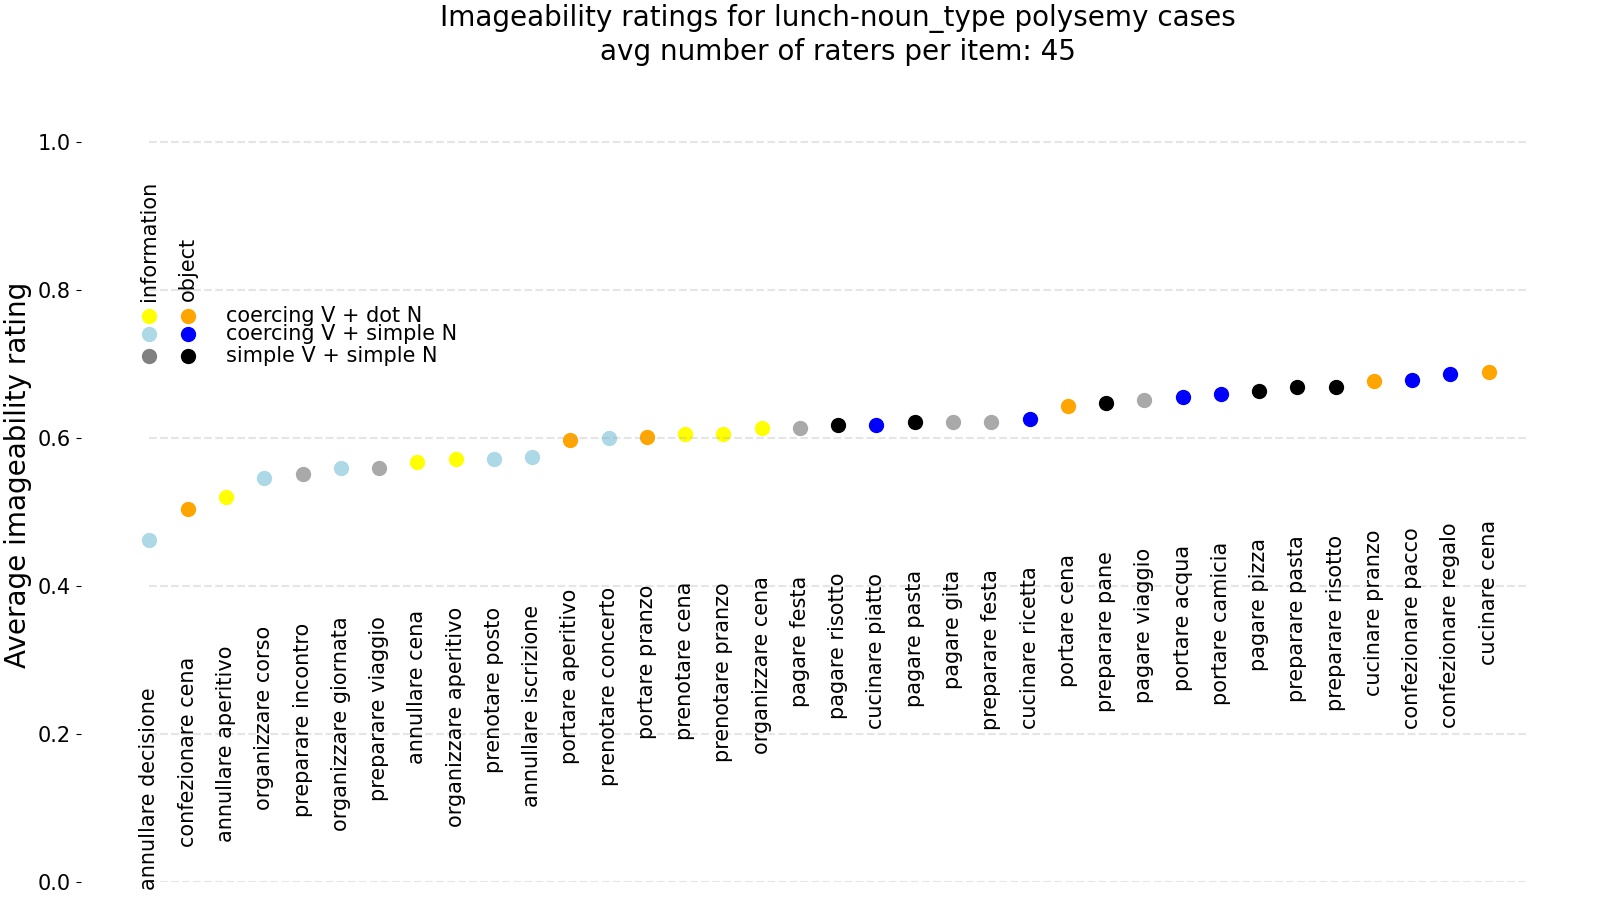 Imageability ratings for lunch-noun_type polysemy cases
avg number of raters per item: 45
Average imageability rating
1.0
0.8
0.6
0.4
0.2
0.0
information
object
coercing V + dot N
coercing V + simple N
simple V + simple N
annullare decisione
confezionare cena
annullare aperitivo
organizzare corso
preparare incontro
organizzare giornata
preparare viaggio
annullare cena
organizzare aperitivo
prenotare posto
annullare iscrizione
portare aperitivo
prenotare concerto
portare pranzo
prenotare cena
prenotare pranzo
organizzare cena
pagare festa
pagare risotto
cucinare piatto
pagare pasta
pagare gita
preparare festa
cucinare ricetta
portare cena
preparare pane
pagare viaggio
portare acqua
portare camicia
pagare pizza
preparare pasta
preparare risotto
cucinare pranzo
confezionare pacco
confezionare regalo
cucinare cena